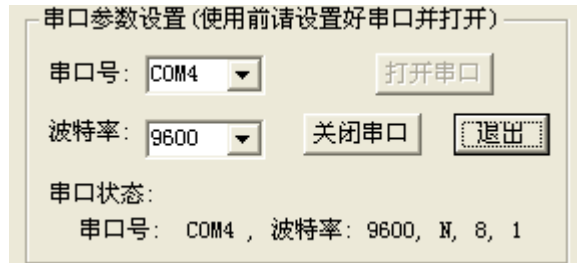 串口参数设置(使用前请设置好串口并打开)
串口号: COM4 打开串口
波特率: 9600 关闭串口 退出
串口状态:
串口号: COM4 , 波特率: 9600, N, 8, 1